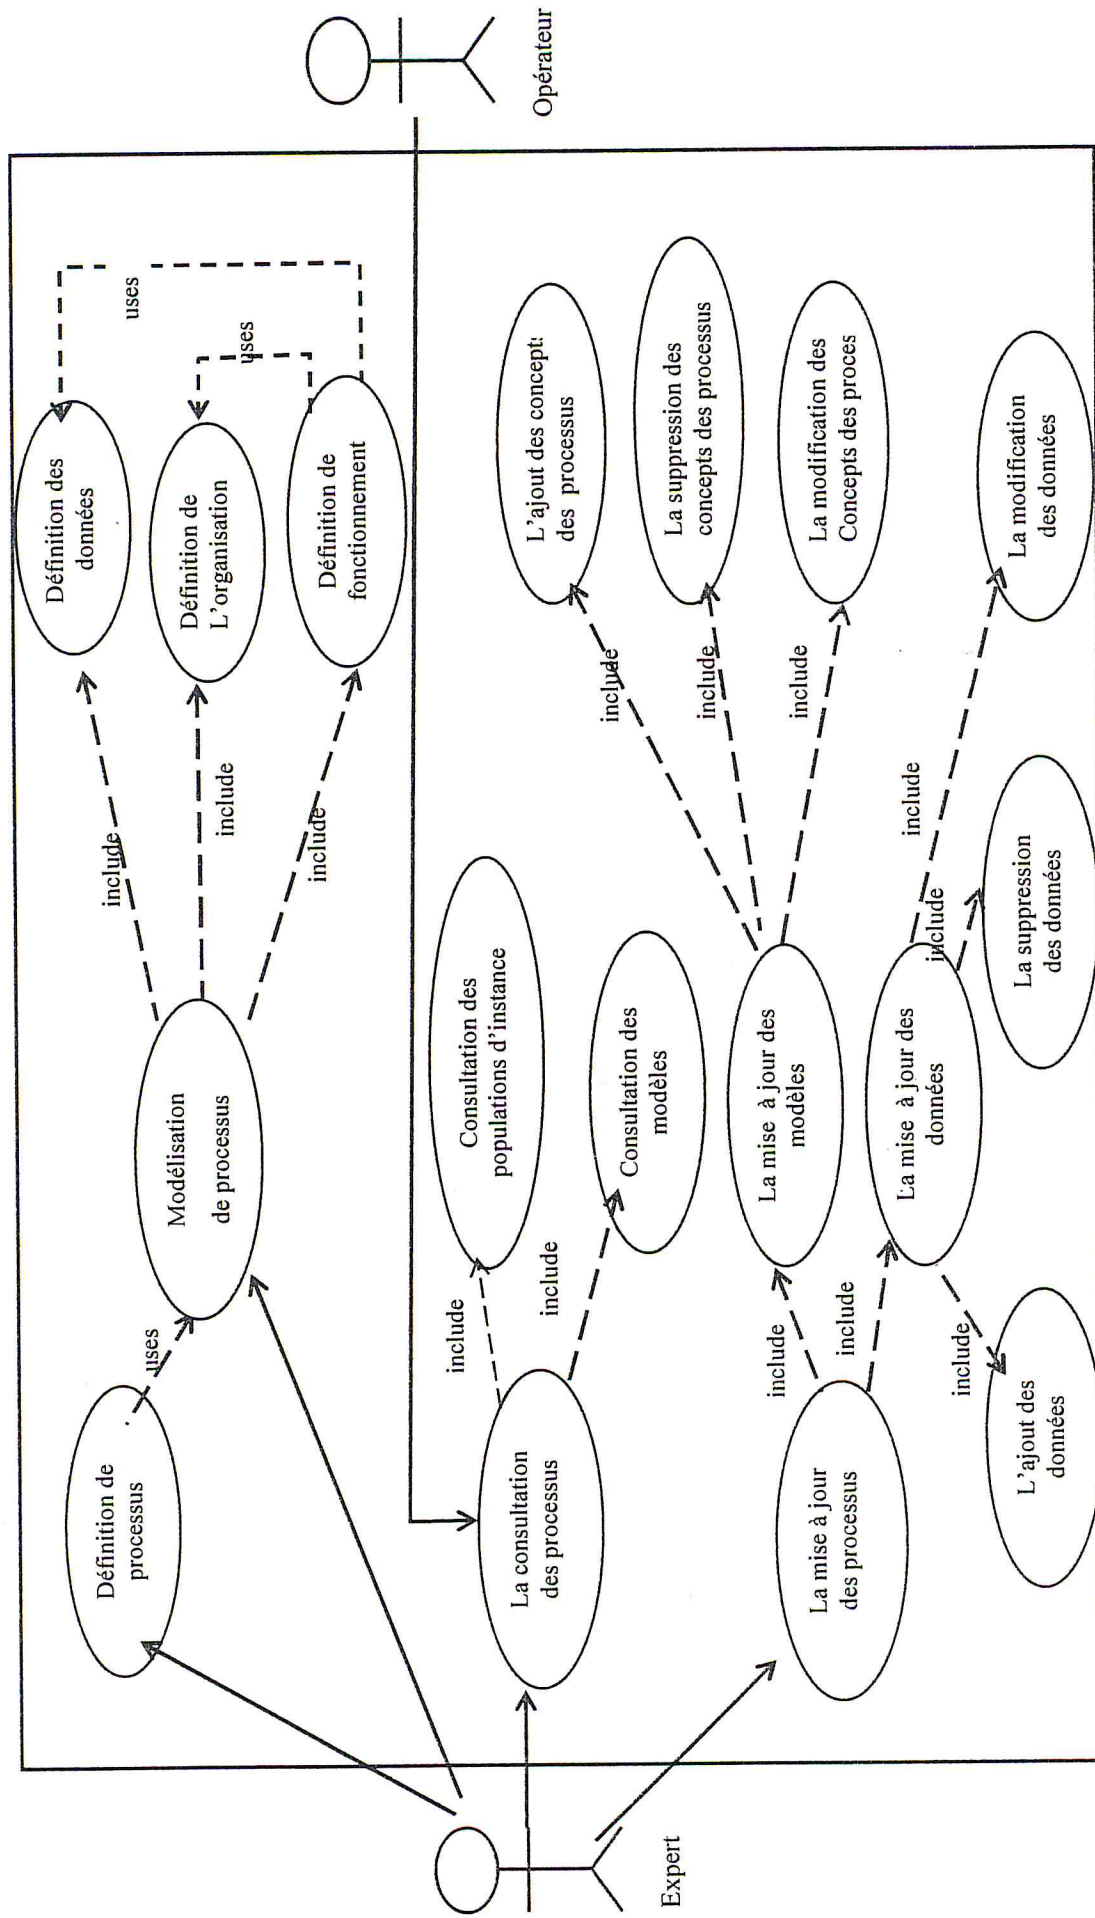 Définition de
processus
uses
Modélisation
de processus
include
include
include
Définition des
données
Définition de
L'organisation
Définition de
fonctionnement
uses
uses
Opérateur
Expert
La consultation
des processus
include
include
Consultation des
populations d'instance
Consultation des
modèles
La mise à jour
des processus
include
include
La mise à jour des
modèles
La mise à jour des
données
include
include
include
L'ajout des concepts
des processus
La suppression des
concepts des processus
La modification des
Concepts des proces
include
include
include
L'ajout des
données
La suppression
des données
La modification
des données